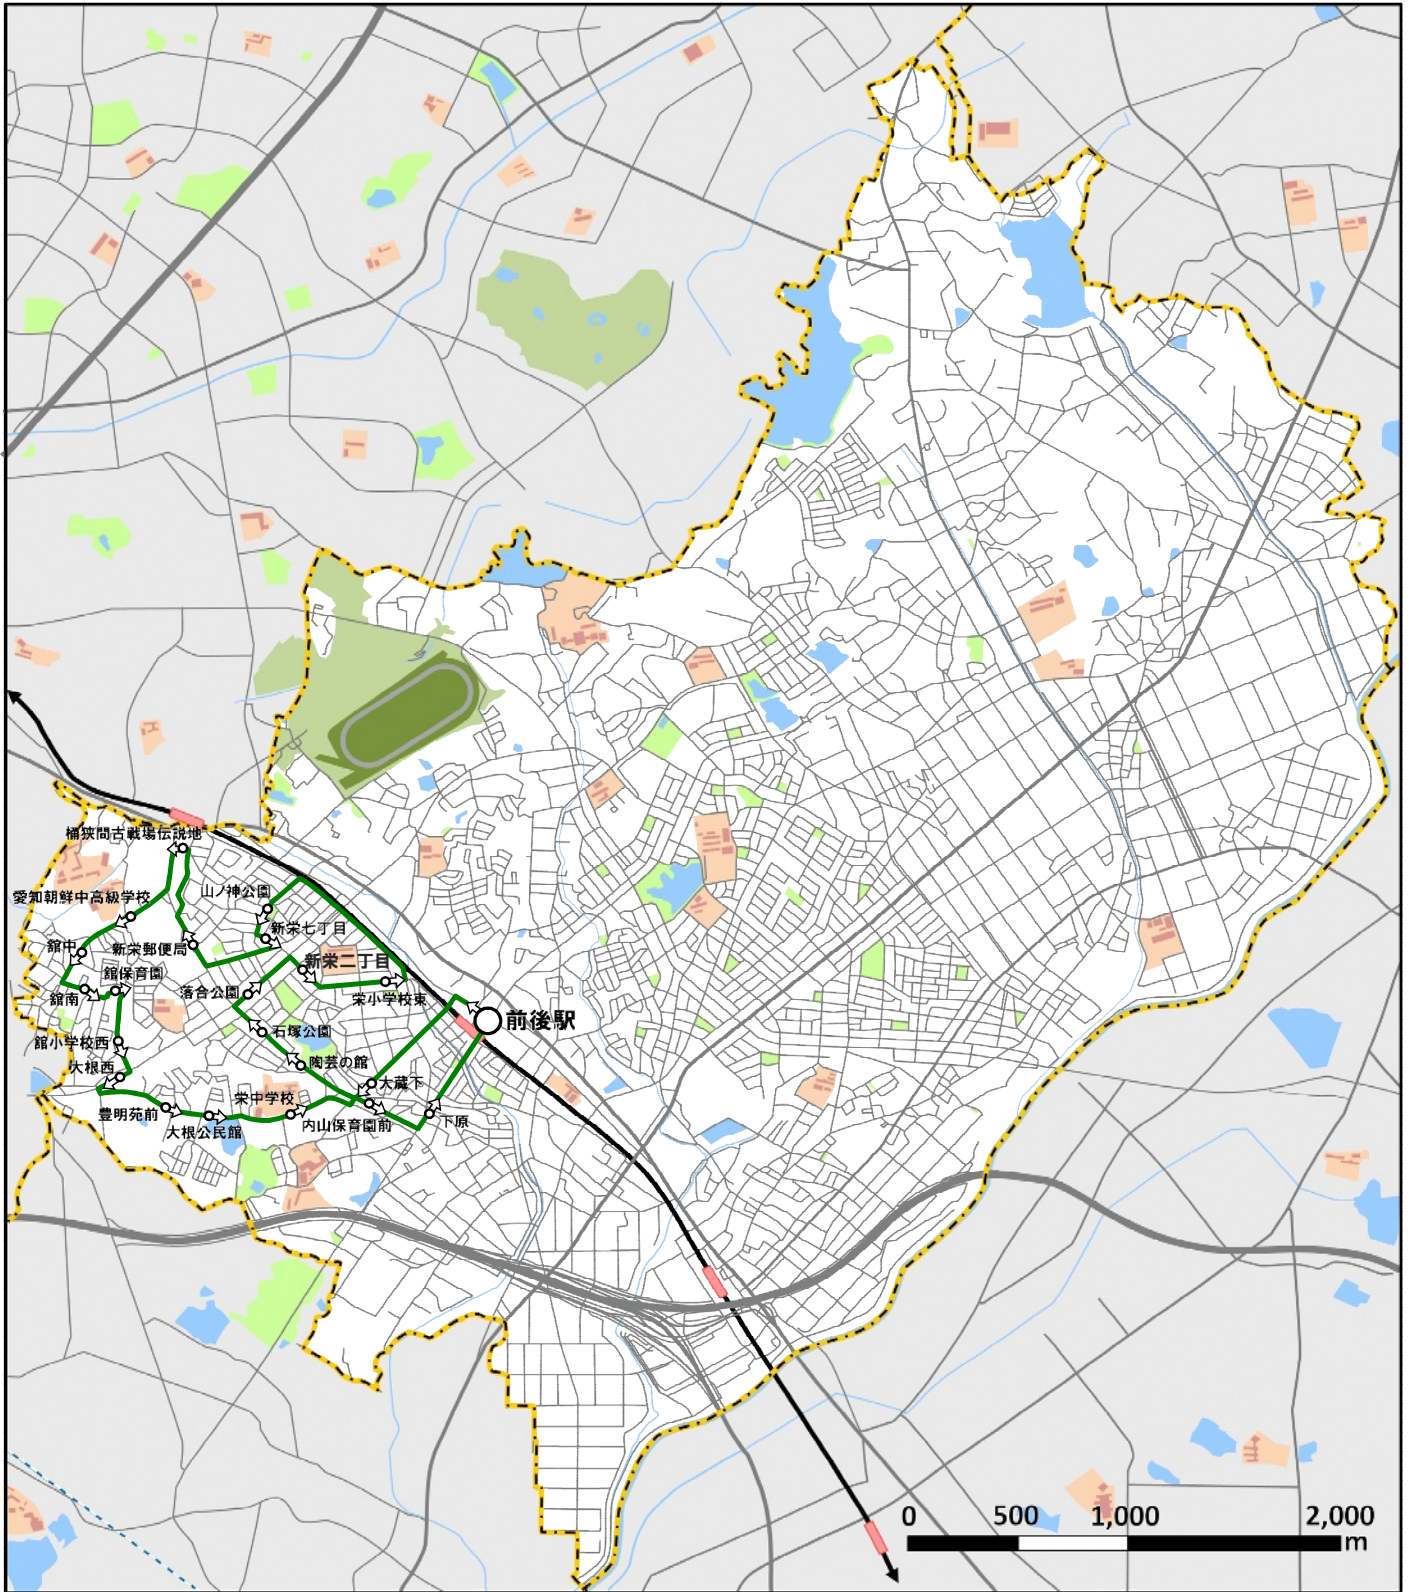 桶狭間古戦場伝説地
山ノ神公園
愛知朝鮮中高級学校
新栄七丁目
舘中
新栄郵便局
新栄二丁目
舘保育園
舘南
落合公園
栄小学校東
前後駅
石塚公園
舘小学校西
陶芸の館
大根西
大蔵下
栄中学校
豊明苑前
大根公民館
内山保育園前
下原
0 500 1,000 2,000
m